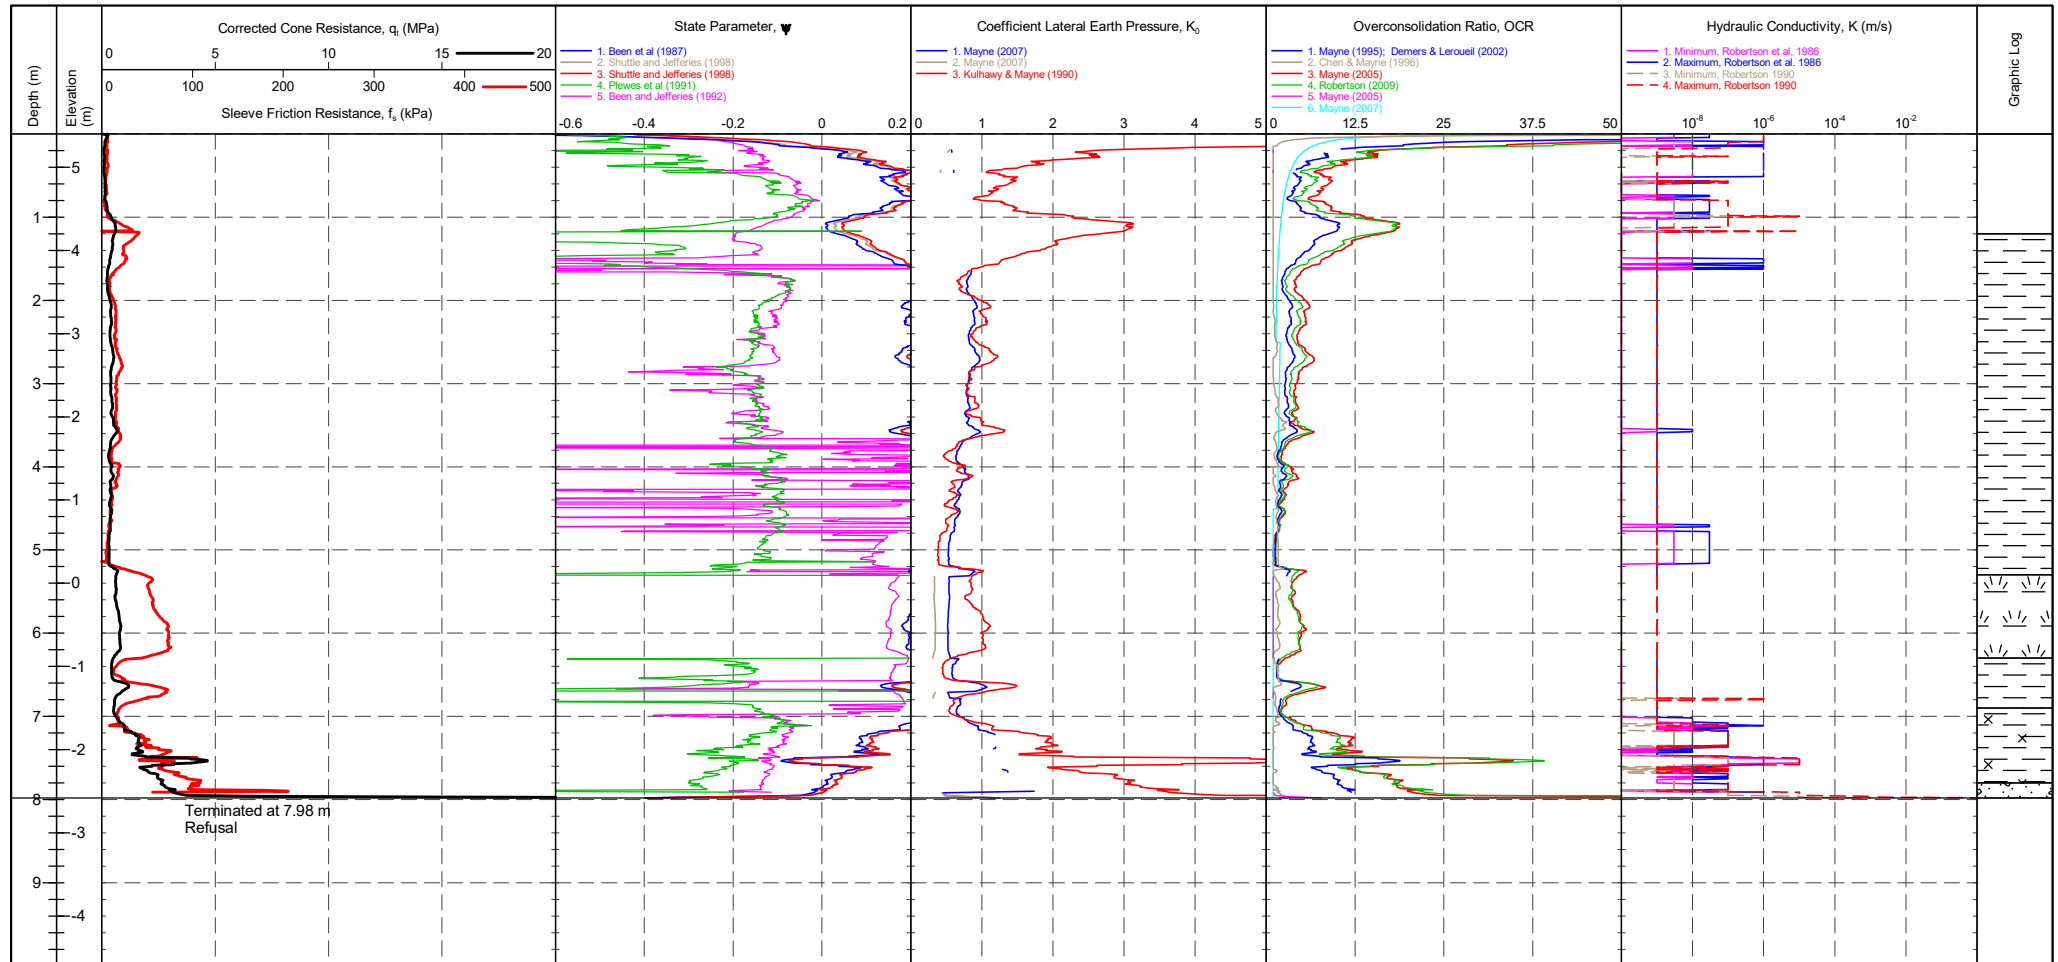 Depth (m)
Elevation (m)
Corrected Cone Resistance, qt (MPa)
0 5 10 15 20
0 100 200 300 400 500
Sleeve Friction Resistance, fs (kPa)
State Parameter, ψ
1. Been et al (1987)
2. Shuttle and Jefferies (1998)
3. Shuttle and Jefferies (1998)
4. Plewes et al (1991)
5. Been and Jefferies (1992)
-0.6 -0.4 -0.2 0 0.2
Coefficient Lateral Earth Pressure, K0
1. Mayne (2007)
2. Mayne (2007)
3. Kulhawy & Mayne (1990)
0 1 2 3 4 5
Overconsolidation Ratio, OCR
1. Mayne (1995); Demers & Leroueil (2002)
2. Chen & Mayne (1996)
3. Mayne (2005)
4. Robertson (2009)
5. Mayne (2005)
6. Mayne (2007)
0 12.5 25 37.5 50
Hydraulic Conductivity, K (m/s)
1. Minimum, Robertson et al. 1986
2. Maximum, Robertson et al. 1986
3. Minimum, Robertson 1990
4. Maximum, Robertson 1990
10-8 10-6 10-4 10-2
Graphic Log
5
1
4
2
3
3
2
4
1
5
0
6
-1
7
-2
8
Terminated at 7.98 m
Refusal
-3
9
-4